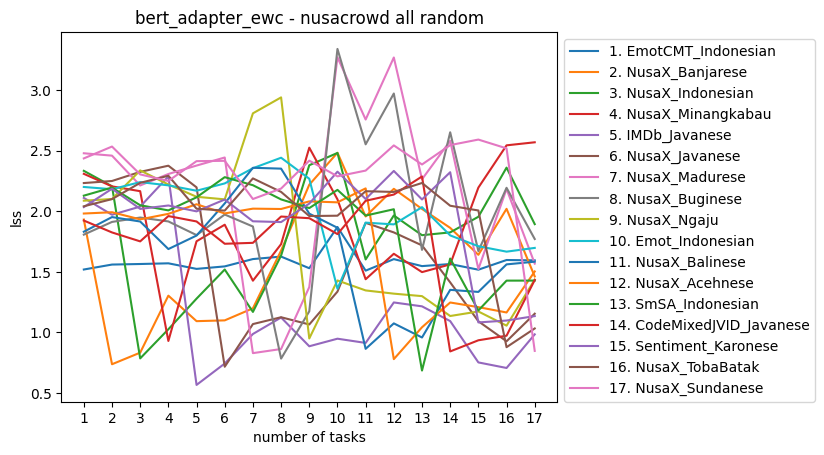 bert_adapter_ewc - nusacrowd all random
lss
3.0
2.5
2.0
1.5
1.0
0.5
1 2 3 4 5 6 7 8 9 10 11 12 13 14 15 16 17
number of tasks
1. EmotCMT_Indonesian
2. NusaX_Banjarese
3. NusaX_Indonesian
4. NusaX_Minangkabau
5. IMDb_Javanese
6. NusaX_Javanese
7. NusaX_Madurese
8. NusaX_Buginese
9. NusaX_Ngaju
10. Emot_Indonesian
11. NusaX_Balinese
12. NusaX_Acehnese
13. SmSA_Indonesian
14. CodeMixedJVID_Javanese
15. Sentiment_Karonese
16. NusaX_TobaBatak
17. NusaX_Sundanese